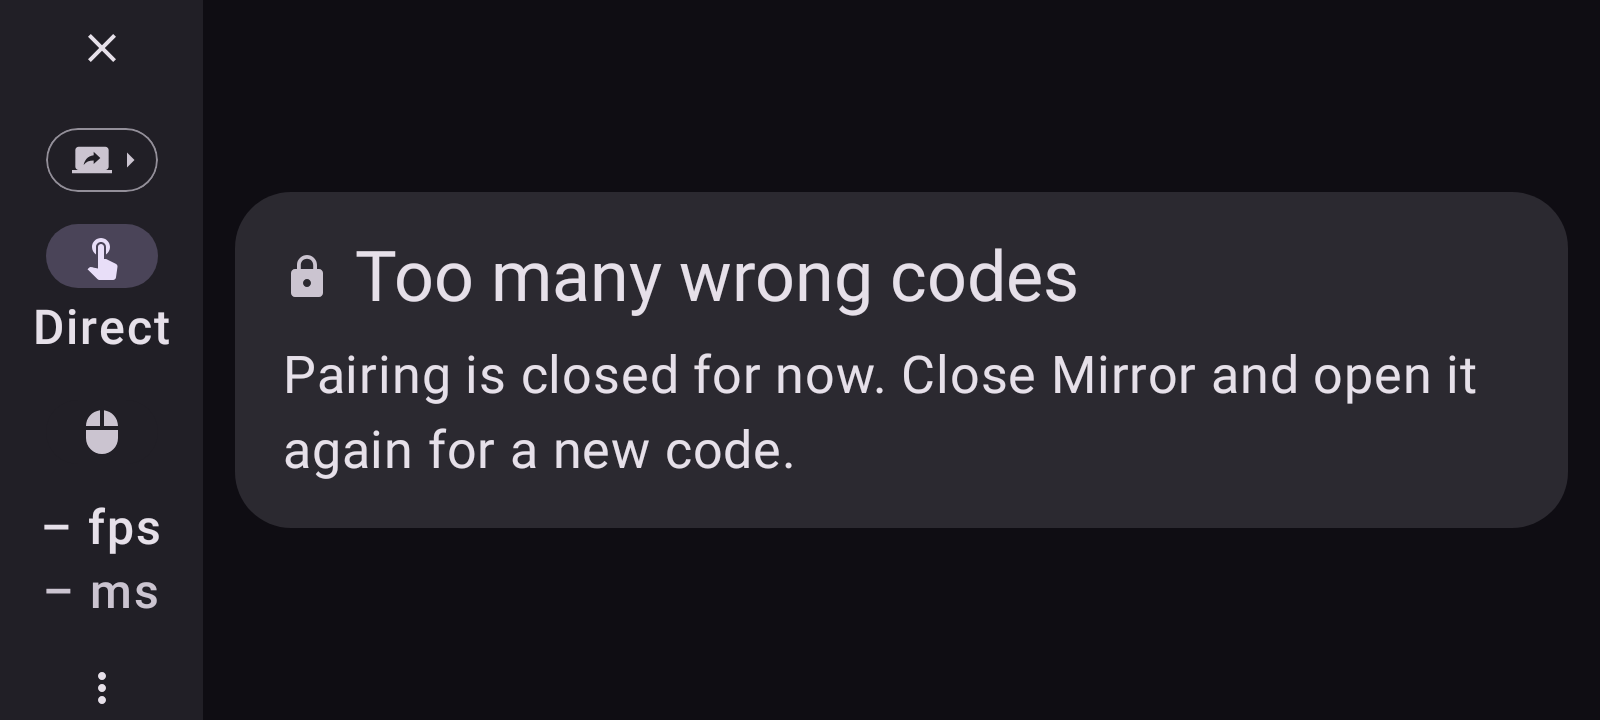 Direct
– fps
– ms
Too many wrong codes
Pairing is closed for now. Close Mirror and open it
again for a new code.